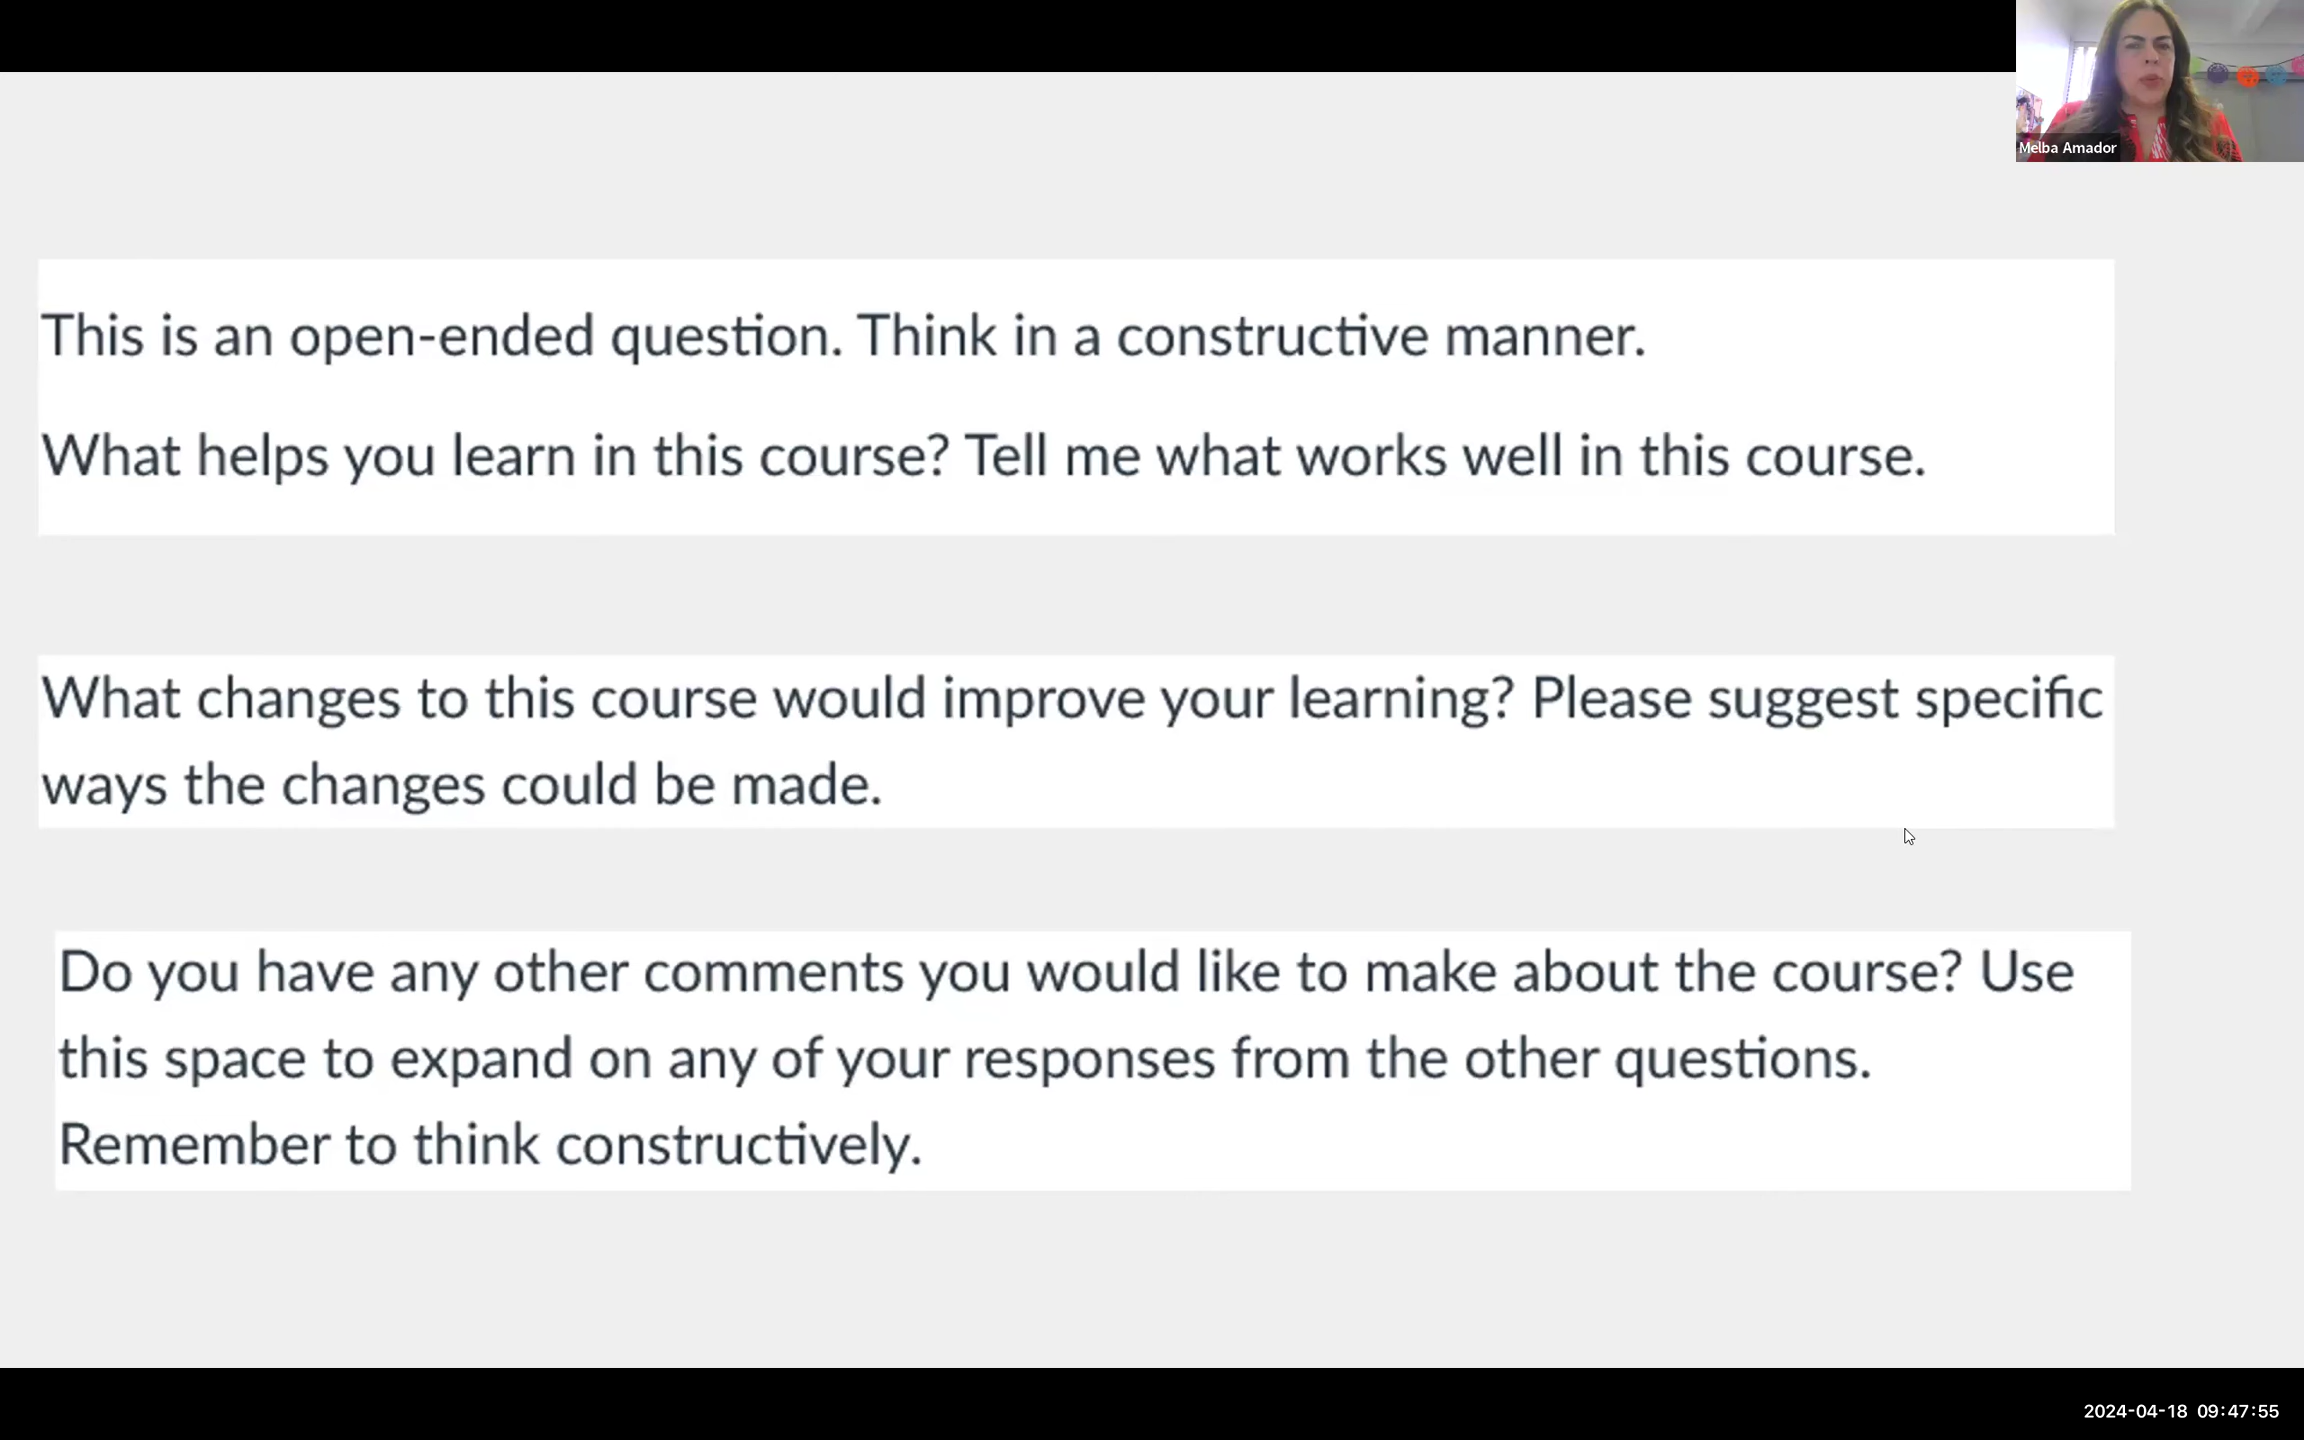 Melba Amador
This is an open-ended question. Think in a constructive manner.
What helps you learn in this course? Tell me what works well in this course.
What changes to this course would improve your learning? Please suggest specific
ways the changes could be made.
Do you have any other comments you would like to make about the course? Use
this space to expand on any of your responses from the other questions.
Remember to think constructively.
2024-04-18 09:47:55